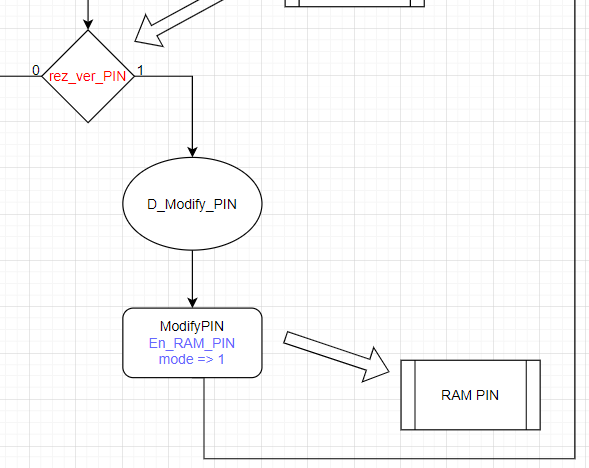 0
rez_ver_PIN
1
D_Modify_PIN
ModifyPIN
En_RAM_PIN
mode => 1
RAM PIN